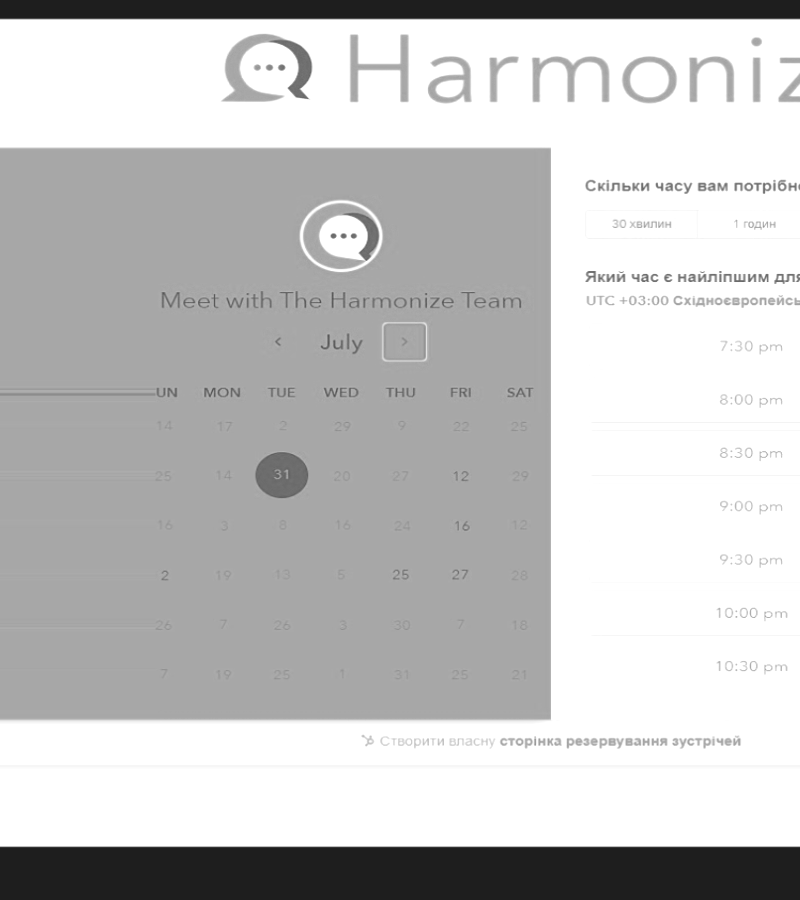 Harmoniz
Meet with The Harmonize Team
< July >
UN MON TUE WED THU FRI SAT
14 17 2 29 9 22 25
25 14 31 20 27 12 29
16 3 8 16 24 16 12
2 19 13 5 25 27 28
26 7 26 3 30 7 18
7 19 25 1 31 25 21
Скільки часу вам потрібно
30 хвилин 1 годин
Який час є найліпшим для
UTC +03:00 Східноєвропейсь
7:30 pm
8:00 pm
8:30 pm
9:00 pm
9:30 pm
10:00 pm
10:30 pm
Створити власну сторінка резервування зустрічей